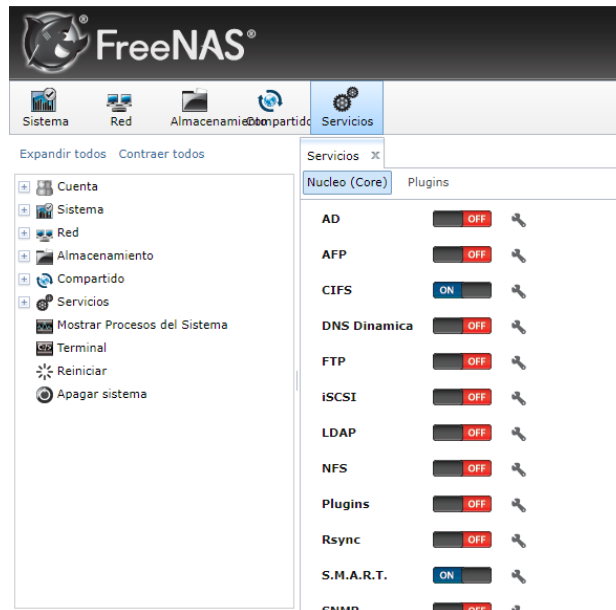 FreeNAS®
Sistema Red Almacenamiento Compartido Servicios
Expandir todos Contraer todos
Cuenta
Sistema
Red
Almacenamiento
Compartido
Servicios
Mostrar Procesos del Sistema
Terminal
Reiniciar
Apagar sistema
Servicios X
Nucleo (Core) Plugins
AD OFF
AFP OFF
CIFS ON
DNS Dinamica OFF
FTP OFF
iSCSI OFF
LDAP OFF
NFS OFF
Plugins OFF
Rsync OFF
S.M.A.R.T. ON
SNMP OFF